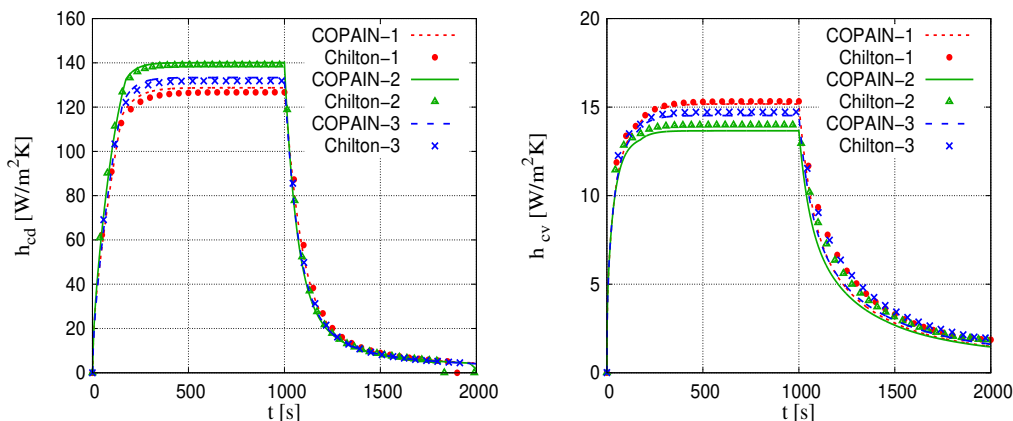 160
140
120
100
80
60
40
20
0
h_cd [W/m²K]
COPAIN-1
Chilton-1
COPAIN-2
Chilton-2
COPAIN-3
Chilton-3
0 500 1000 1500 2000
t [s]
20
15
10
5
0
h_cv [W/m²K]
COPAIN-1
Chilton-1
COPAIN-2
Chilton-2
COPAIN-3
Chilton-3
0 500 1000 1500 2000
t [s]